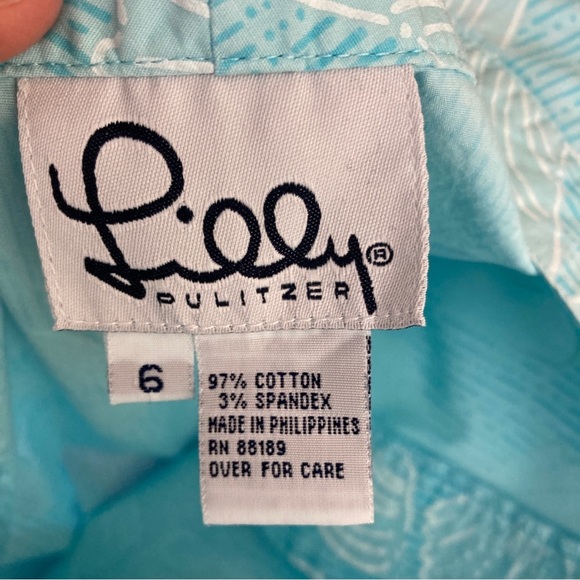 Lilly®
PULITZER
6
97% COTTON
3% SPANDEX
MADE IN PHILIPPINES
RN 88189
OVER FOR CARE